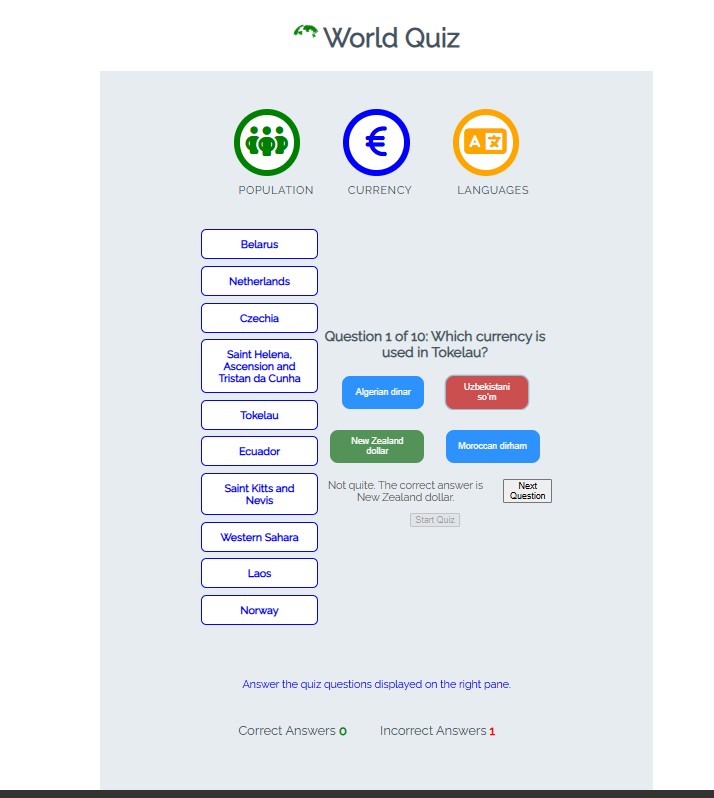 World Quiz
POPULATION
CURRENCY
LANGUAGES
Belarus
Netherlands
Czechia
Saint Helena,
Ascension and
Tristan da Cunha
Tokelau
Ecuador
Saint Kitts and
Nevis
Western Sahara
Laos
Norway
Question 1 of 10: Which currency is
used in Tokelau?
Algerian dinar
Uzbekistani
so'm
New Zealand
dollar
Moroccan dirham
Not quite. The correct answer is
New Zealand dollar.
Next
Question
Start Quiz
Answer the quiz questions displayed on the right pane.
Correct Answers 0
Incorrect Answers 1